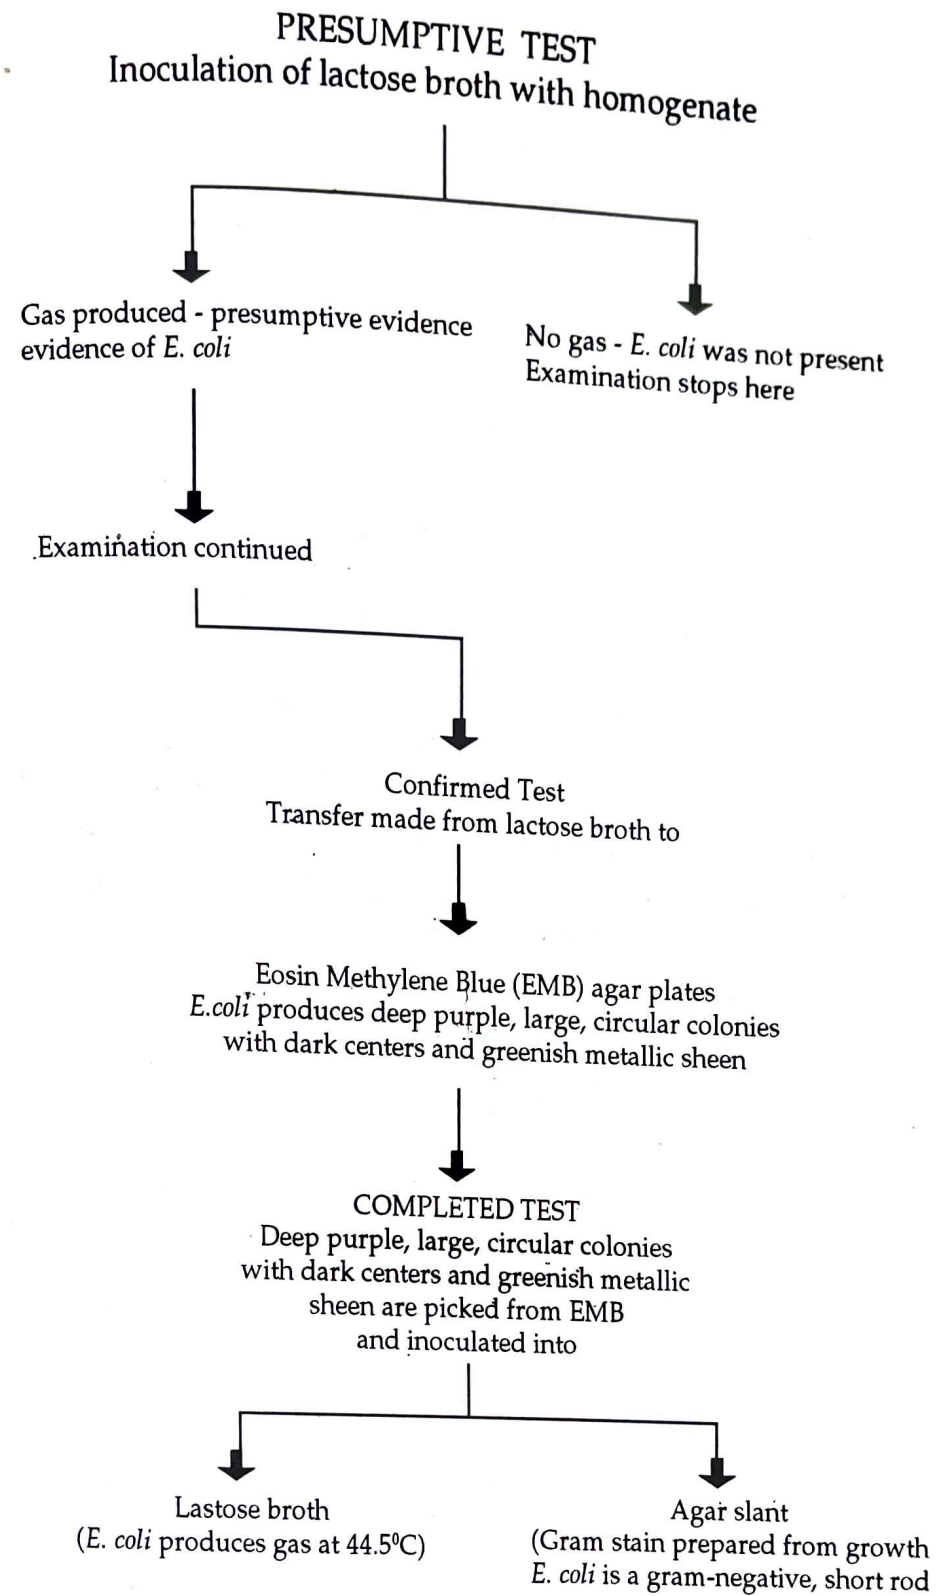 PRESUMPTIVE TEST
Inoculation of lactose broth with homogenate
Gas produced - presumptive evidence
evidence of E. coli
No gas - E. coli was not present
Examination stops here
Examination continued
Confirmed Test
Transfer made from lactose broth to
Eosin Methylene Blue (EMB) agar plates
E.coli produces deep purple, large, circular colonies
with dark centers and greenish metallic sheen
COMPLETED TEST
Deep purple, large, circular colonies
with dark centers and greenish metallic
sheen are picked from EMB
and inoculated into
Lastose broth
(E. coli produces gas at 44.5⁰C)
Agar slant
(Gram stain prepared from growth
E. coli is a gram-negative, short rod